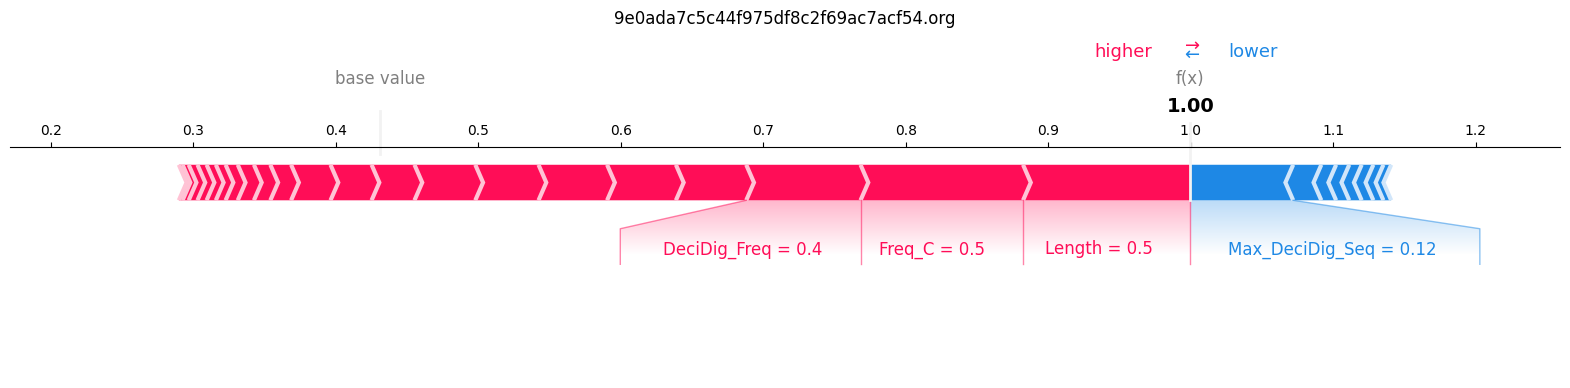 9e0ada7c5c44f975df8c2f69ac7acf54.org
higher ⇄ lower
base value f(x)
1.00
0.2 0.3 0.4 0.5 0.6 0.7 0.8 0.9 1.0 1.1 1.2
DeciDig_Freq = 0.4 Freq_C = 0.5 Length = 0.5 Max_DeciDig_Seq = 0.12